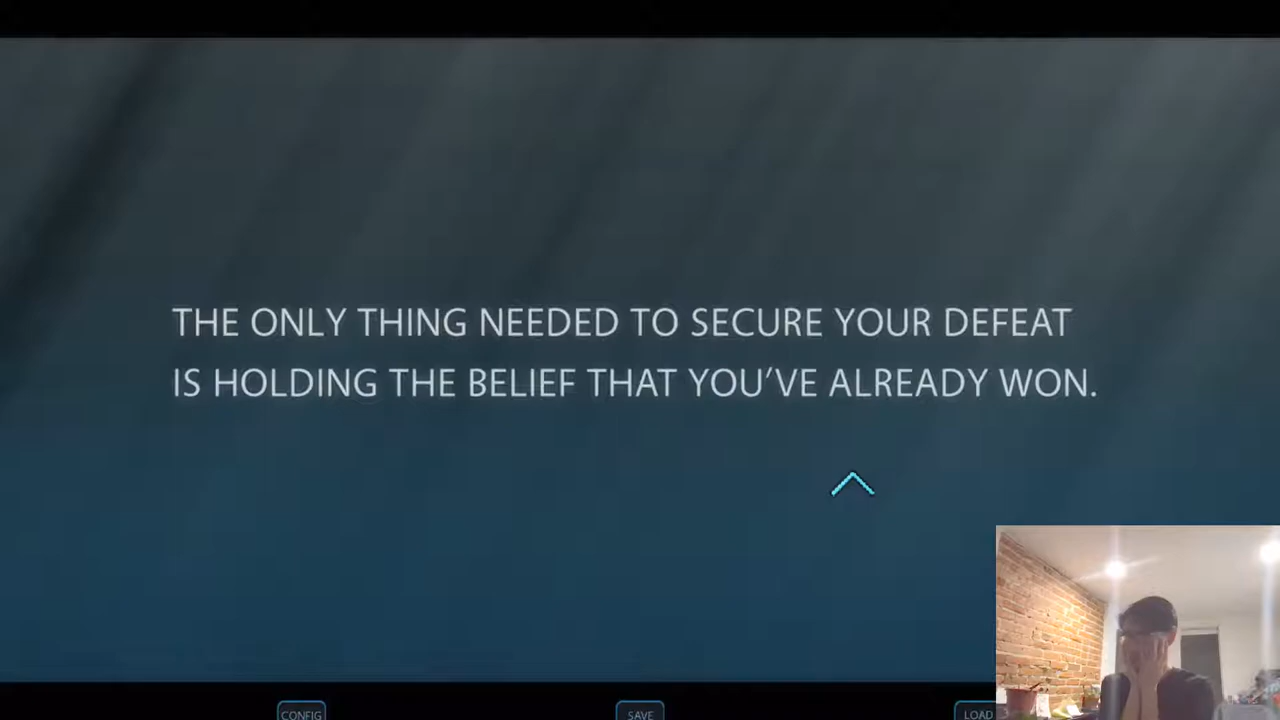 THE ONLY THING NEEDED TO SECURE YOUR DEFEAT
IS HOLDING THE BELIEF THAT YOU’VE ALREADY WON.
CONFIG SAVE LOAD